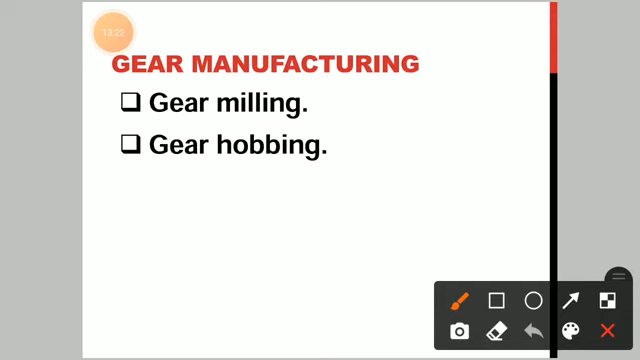 13:22
GEAR MANUFACTURING
❑ Gear milling.
❑ Gear hobbing.